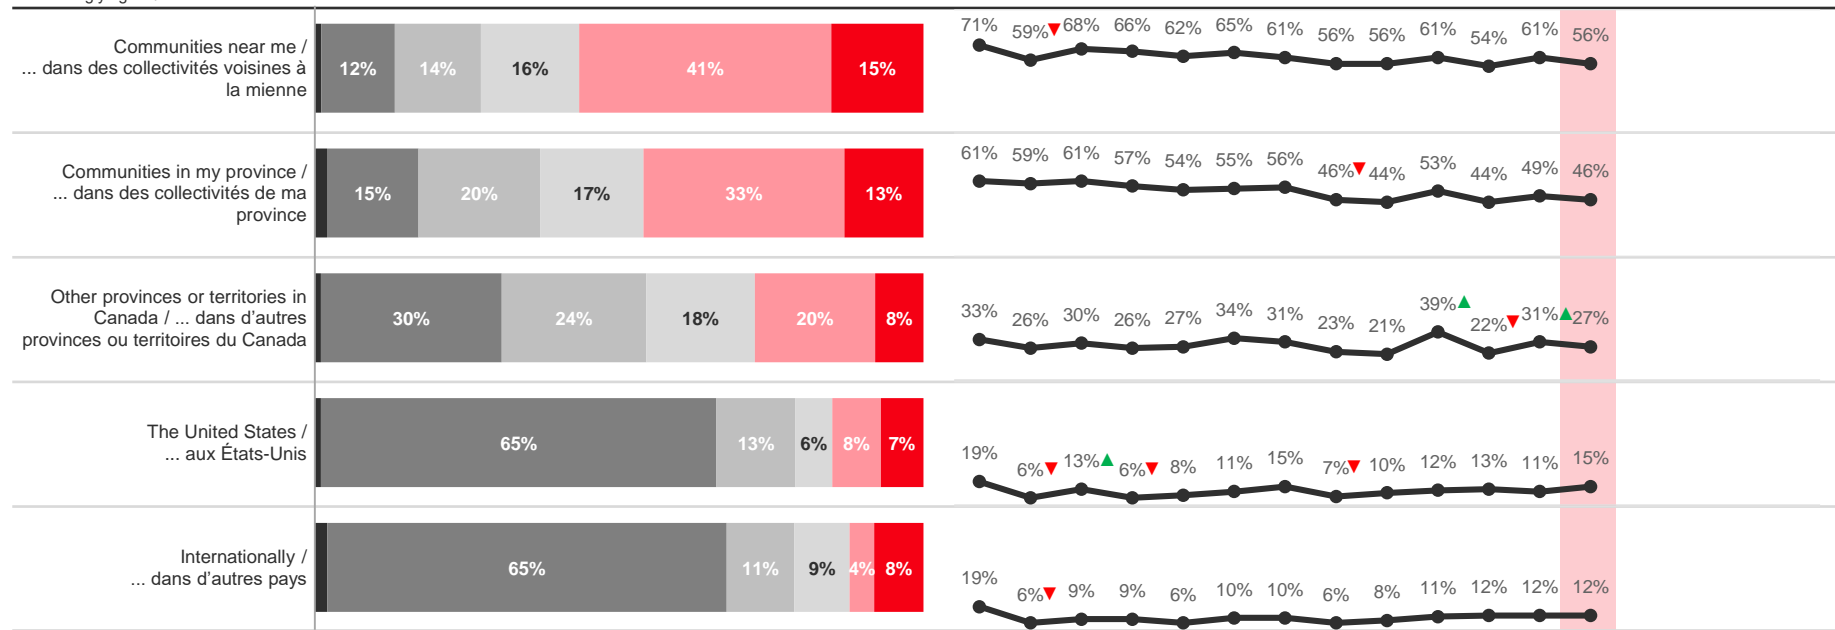 Communities near me /
... dans des collectivités voisines à
la mienne
12% 14% 16% 41% 15%
71% 59% 68% 66% 62% 65% 61% 56% 56% 61% 54% 61% 56%
Communities in my province /
... dans des collectivités de ma
province
15% 20% 17% 33% 13%
61% 59% 61% 57% 54% 55% 56% 46% 44% 53% 44% 49% 46%
Other provinces or territories in
Canada / ... dans d'autres
provinces ou territoires du Canada
30% 24% 18% 20% 8%
33% 26% 30% 26% 27% 34% 31% 23% 21% 39% 22% 31% 27%
The United States /
... aux États-Unis
65% 13% 6% 8% 7%
19% 6% 13% 6% 8% 11% 15% 7% 10% 12% 13% 11% 15%
Internationally /
... dans d'autres pays
65% 11% 9% 4% 8%
19% 6% 9% 9% 6% 10% 10% 6% 8% 11% 12% 12% 12%